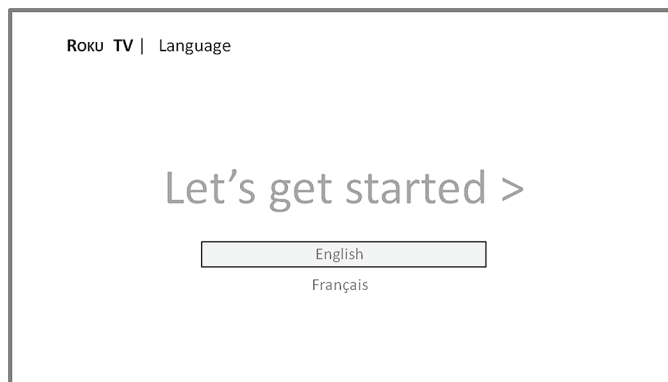 Roku TV | Language
Let's get started >
English
Français